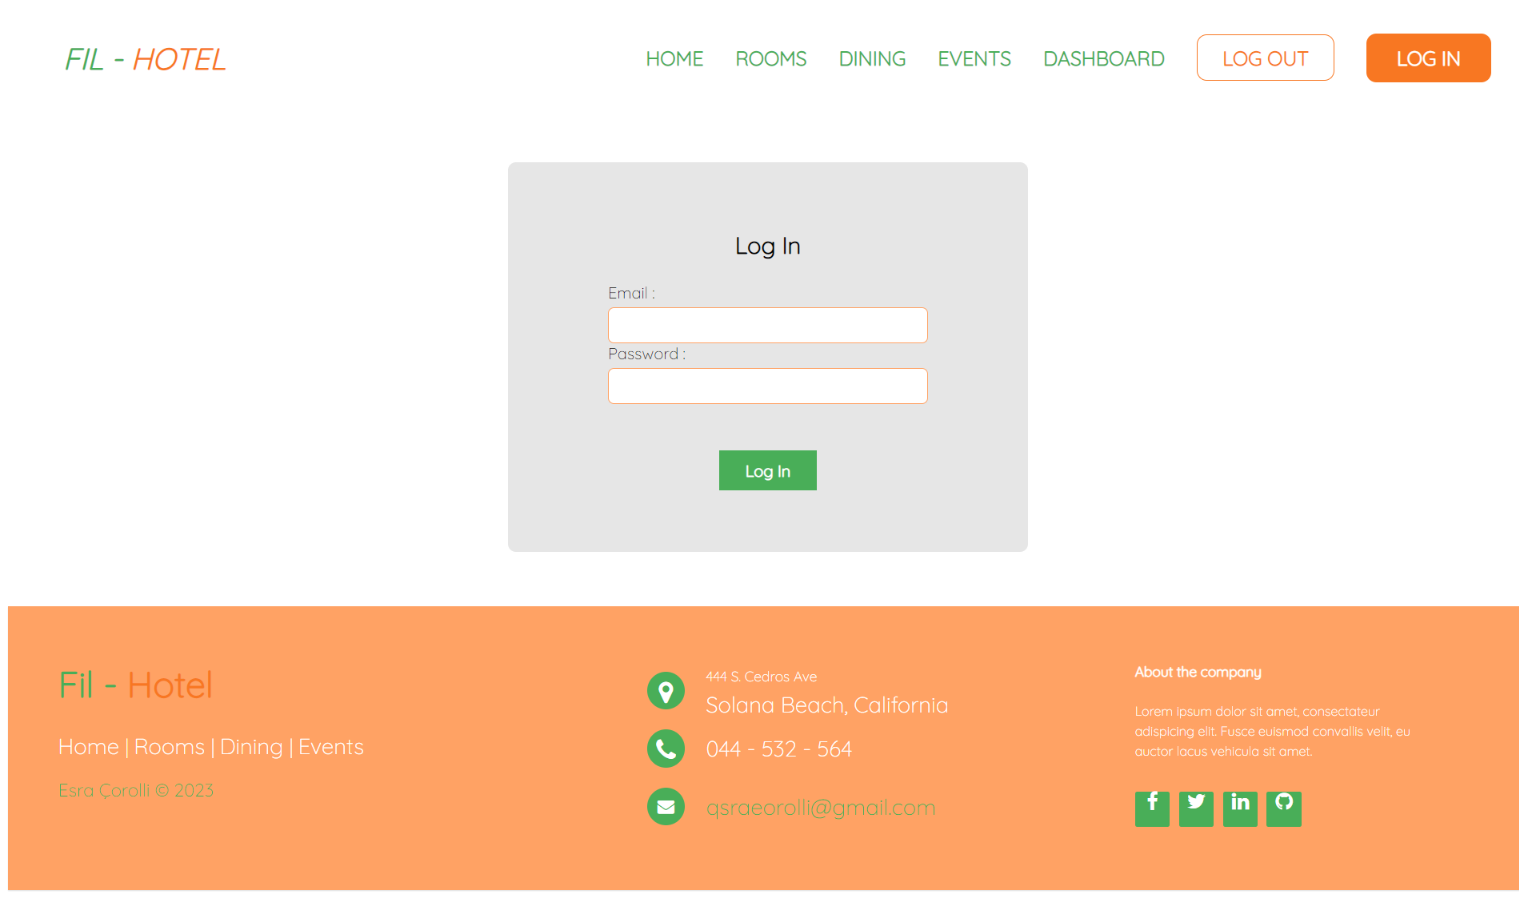 FIL - HOTEL
HOME ROOMS DINING EVENTS DASHBOARD LOG OUT LOG IN
Log In
Email :
Password :
Log In
Fil - Hotel
Home | Rooms | Dining | Events
Esra Çorolli © 2023
444 S. Cedros Ave
Solana Beach, California
044 - 532 - 564
qsraeorolli@gmail.com
About the company
Lorem ipsum dolor sit amet, consectateur
adispicing elit. Fusce euismod convallis velit, eu
auctor lacus vehicula sit amet.